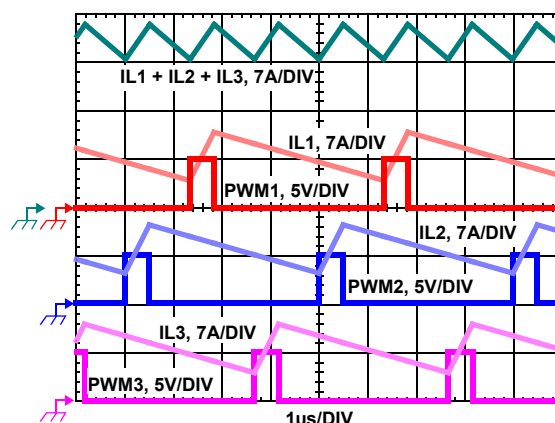 IL1 + IL2 + IL3, 7A/DIV
IL1, 7A/DIV
PWM1, 5V/DIV
IL2, 7A/DIV
PWM2, 5V/DIV
IL3, 7A/DIV
PWM3, 5V/DIV
1µs/DIV